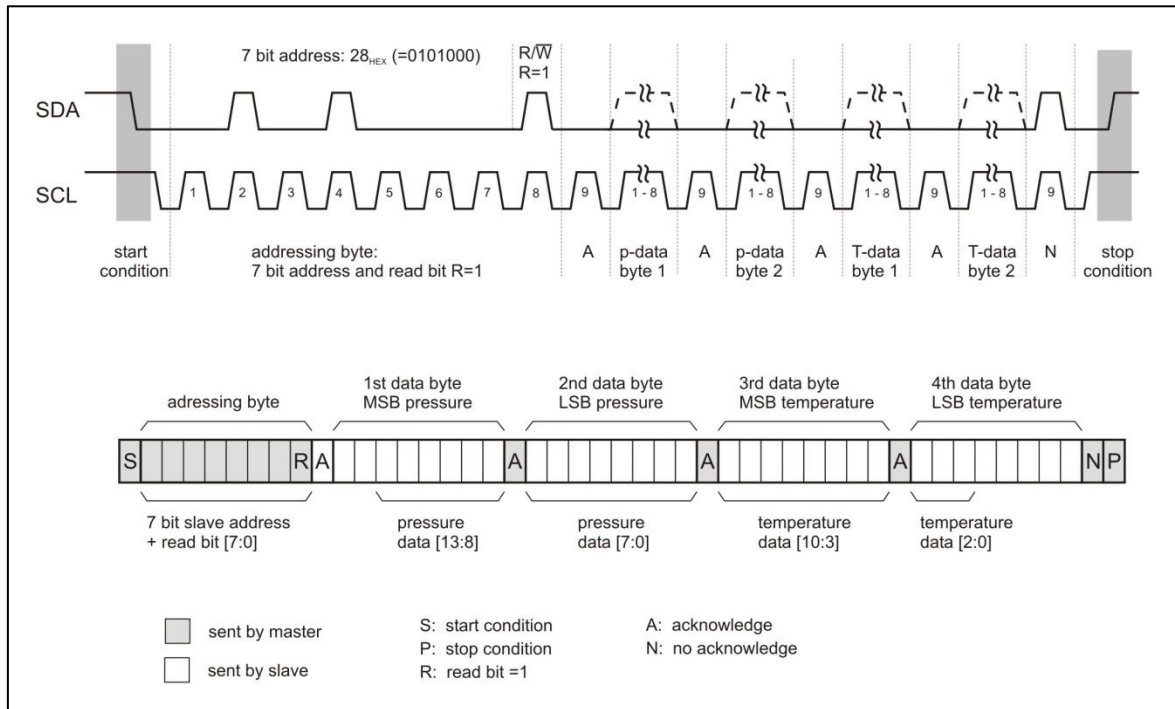 7 bit address: 28HEX (=0101000)
R/W̅
R=1
SDA
SCL
1 2 3 4 5 6 7 8 9 1 - 8 9 1 - 8 9 1 - 8 9 1 - 8 9
start
condition
addressing byte:
7 bit address and read bit R=1
A
p-data
byte 1
A
p-data
byte 2
A
T-data
byte 1
A
T-data
byte 2
N
stop
condition
adressing byte
1st data byte
MSB pressure
2nd data byte
LSB pressure
3rd data byte
MSB temperature
4th data byte
LSB temperature
S R A A A A N P
7 bit slave address
+ read bit [7:0]
pressure
data [13:8]
pressure
data [7:0]
temperature
data [10:3]
temperature
data [2:0]
sent by master
sent by slave
S: start condition
P: stop condition
R: read bit =1
A: acknowledge
N: no acknowledge